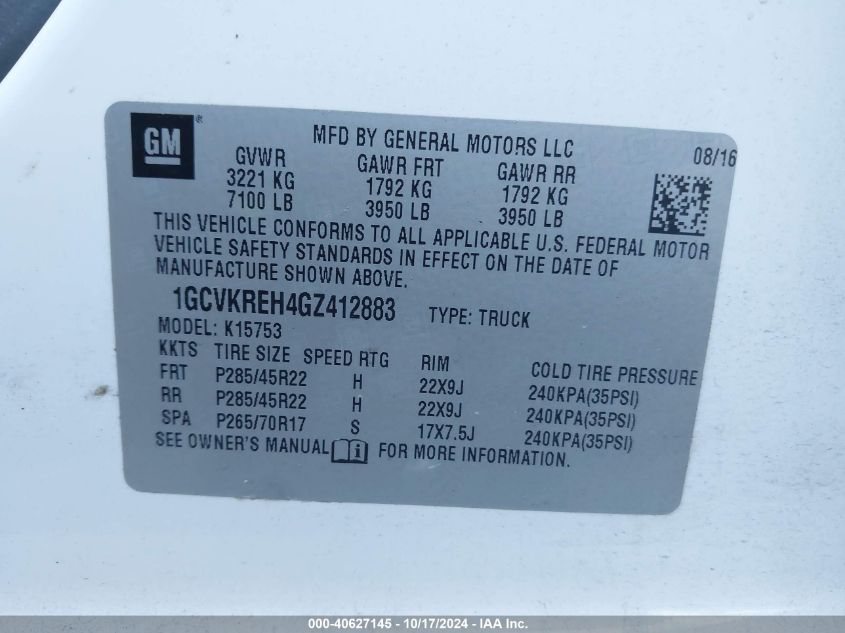 GM ®
MFD BY GENERAL MOTORS LLC
08/16
GVWR GAWR FRT GAWR RR
3221 KG 1792 KG 1792 KG
7100 LB 3950 LB 3950 LB
THIS VEHICLE CONFORMS TO ALL APPLICABLE U.S. FEDERAL MOTOR
VEHICLE SAFETY STANDARDS IN EFFECT ON THE DATE OF
MANUFACTURE SHOWN ABOVE.
1GCVKREH4GZ412883 TYPE: TRUCK
MODEL: K15753
KKTS TIRE SIZE SPEED RTG RIM COLD TIRE PRESSURE
FRT P285/45R22 H 22X9J 240KPA(35PSI)
RR P285/45R22 H 22X9J 240KPA(35PSI)
SPA P265/70R17 S 17X7.5J 240KPA(35PSI)
SEE OWNER'S MANUAL FOR MORE INFORMATION.
000-40627145 - 10/17/2024 - IAA Inc.